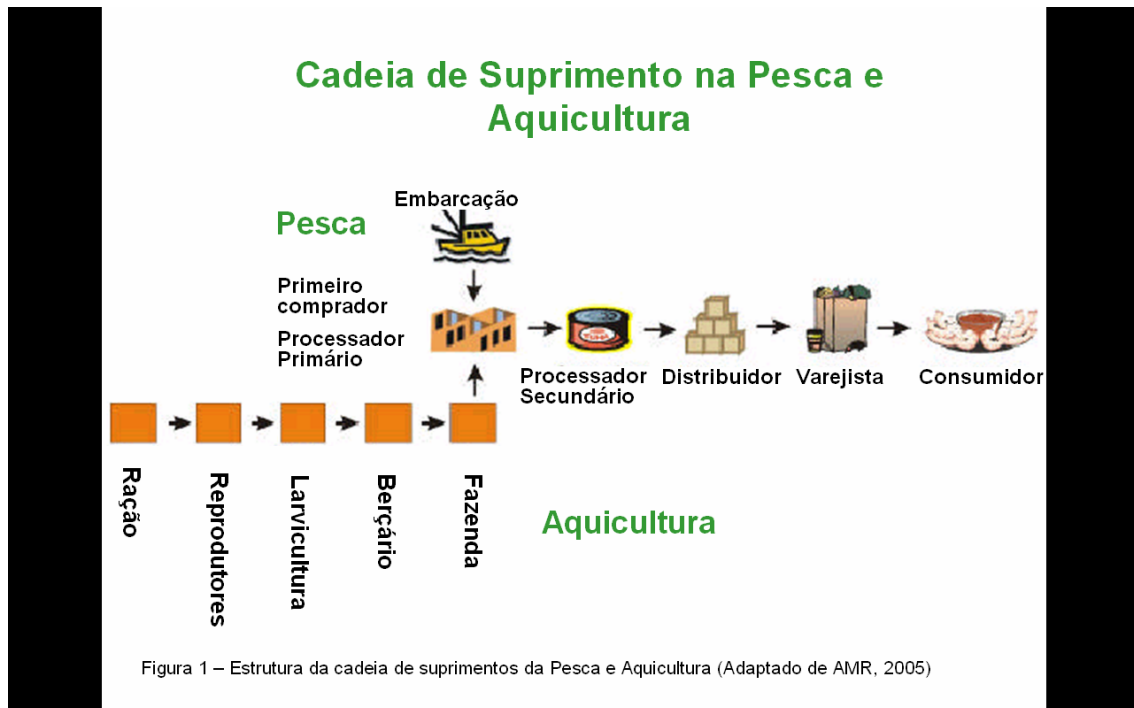 Cadeia de Suprimento na Pesca e
Aquicultura
Embarcação
Pesca
Primeiro
comprador
Processador
Primário
Processador
Secundário
Distribuidor
Varejista
Consumidor
Ração
Reprodutores
Larvicultura
Berçário
Fazenda
Aquicultura
Figura 1 – Estrutura da cadeia de suprimentos da Pesca e Aquicultura (Adaptado de AMR, 2005)